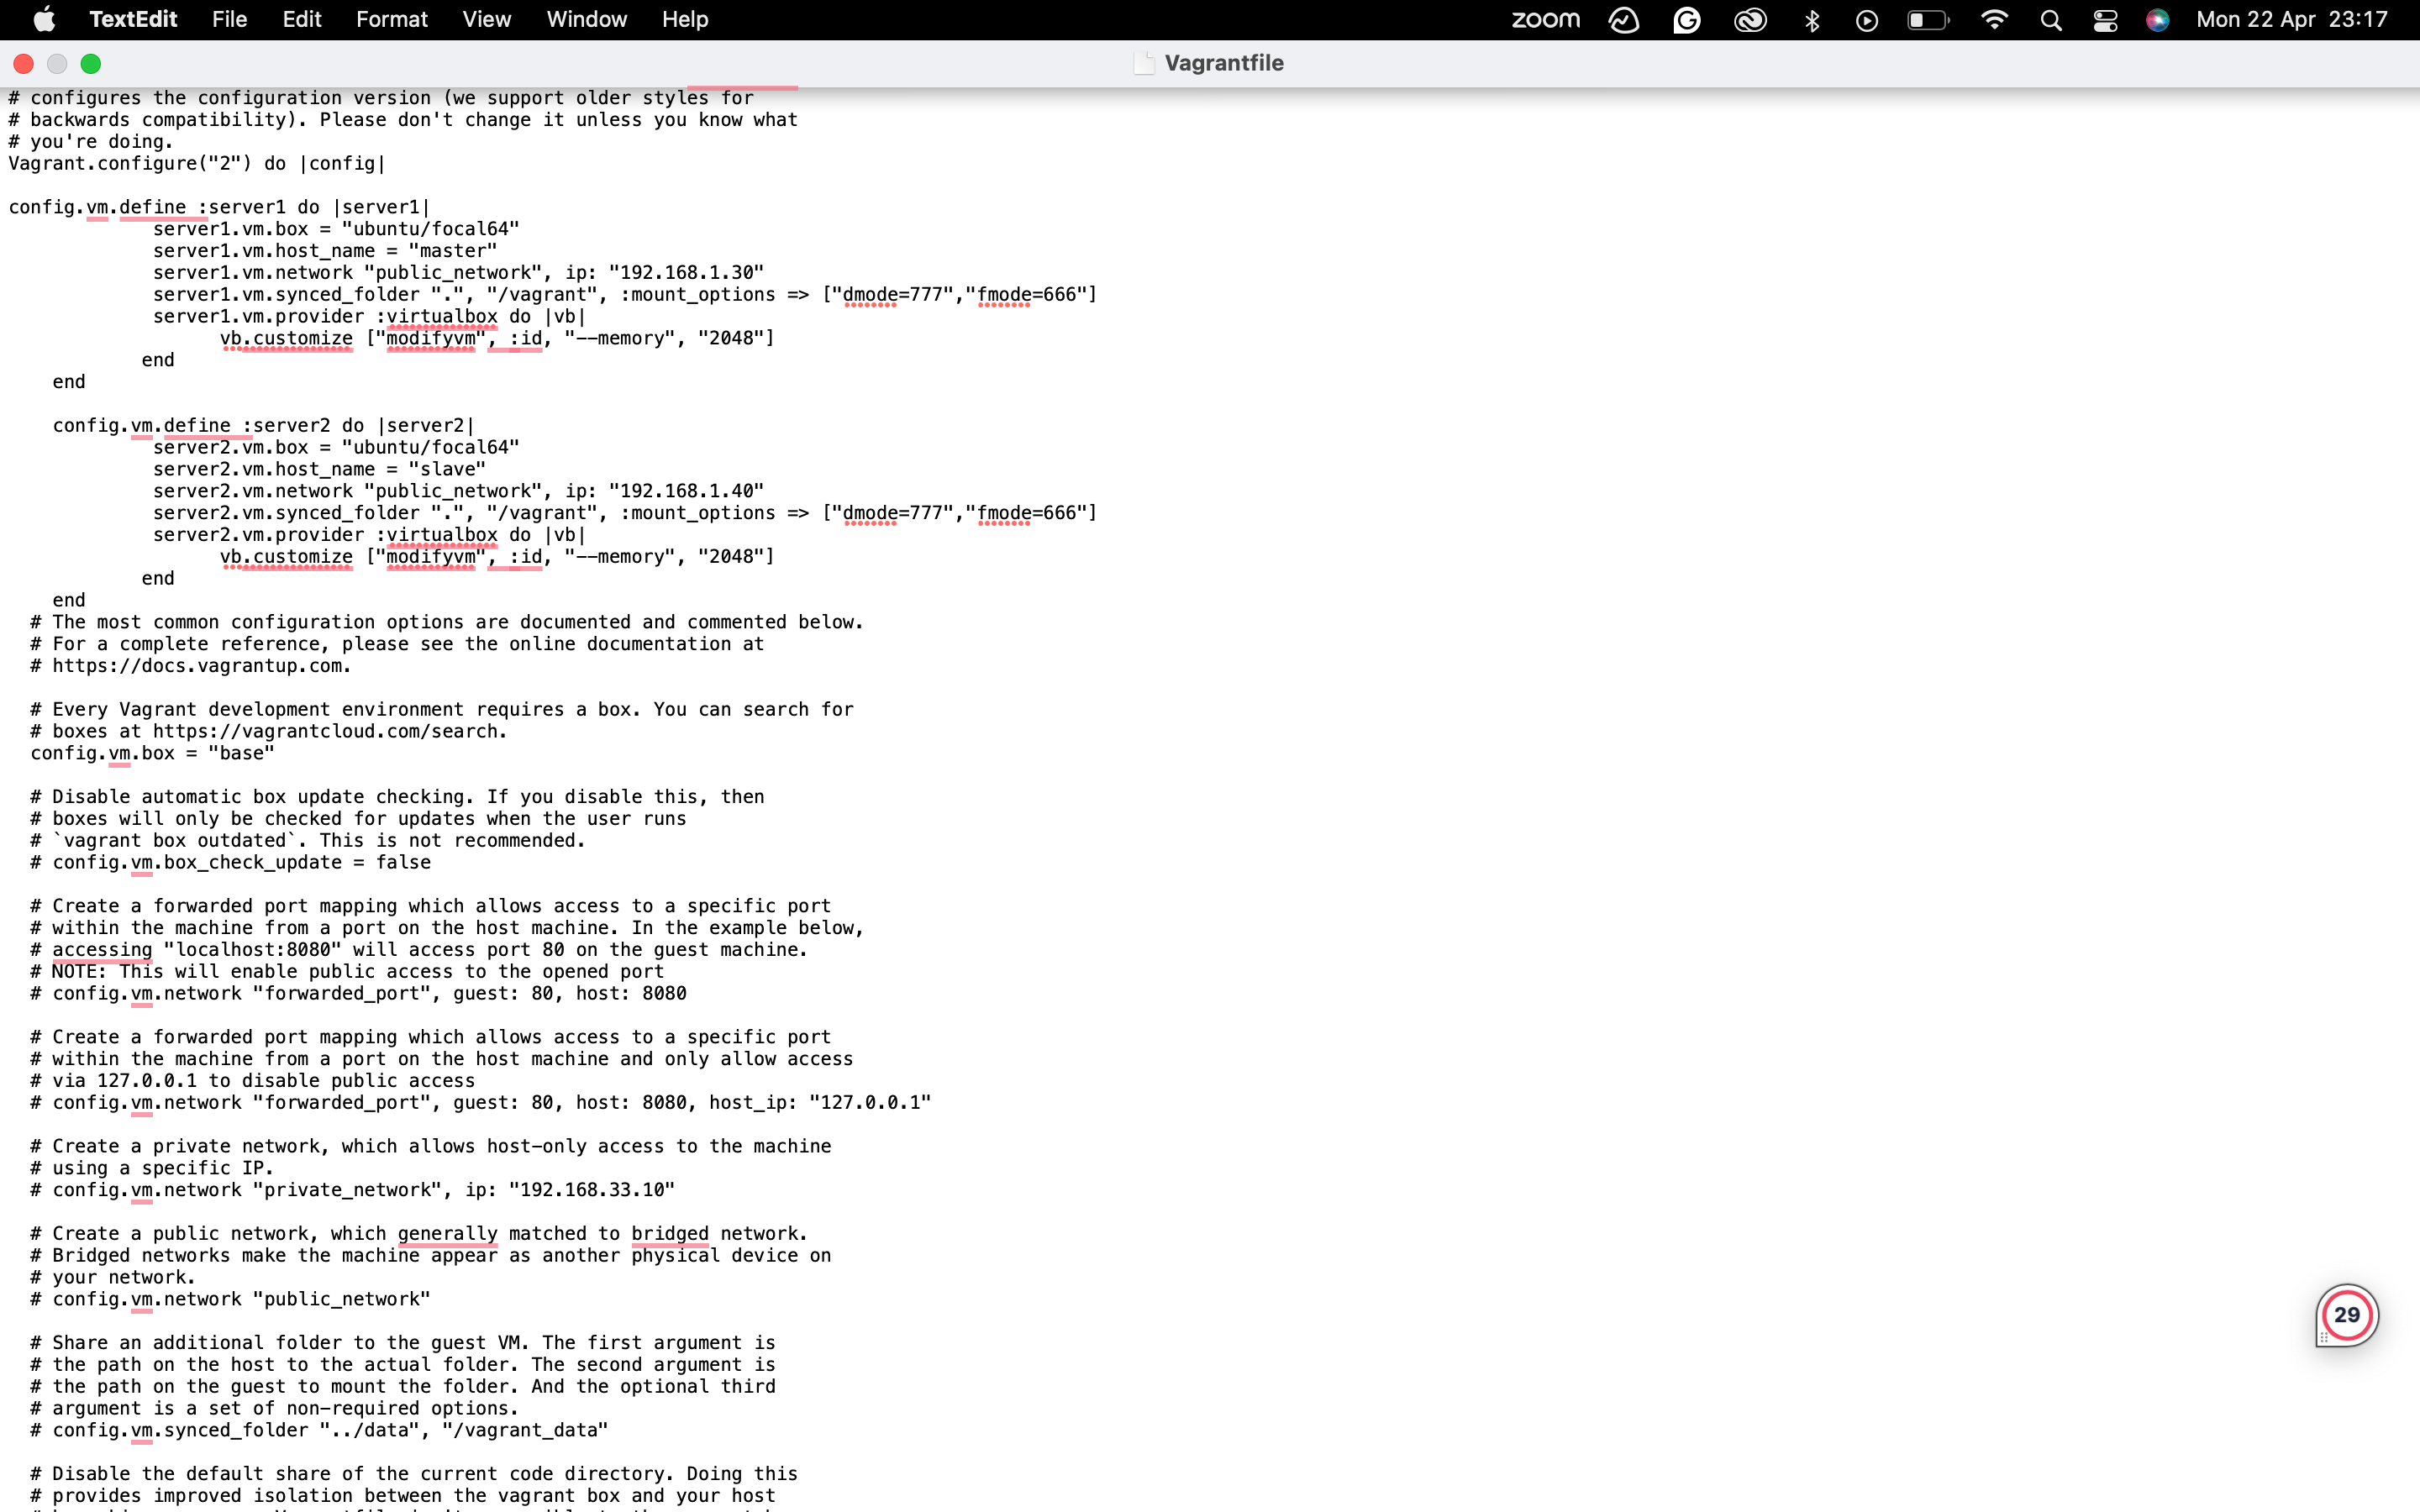 TextEdit File Edit Format View Window Help zoom Mon 22 Apr 23:17
Vagrantfile
# configures the configuration version (we support older styles for
# backwards compatibility). Please don't change it unless you know what
# you're doing.
Vagrant.configure("2") do |config|
config.vm.define :server1 do |server1|
server1.vm.box = "ubuntu/focal64"
server1.vm.host_name = "master"
server1.vm.network "public_network", ip: "192.168.1.30"
server1.vm.synced_folder ".", "/vagrant", :mount_options => ["dmode=777","fmode=666"]
server1.vm.provider :virtualbox do |vb|
vb.customize ["modifyvm", :id, "--memory", "2048"]
end
end
config.vm.define :server2 do |server2|
server2.vm.box = "ubuntu/focal64"
server2.vm.host_name = "slave"
server2.vm.network "public_network", ip: "192.168.1.40"
server2.vm.synced_folder ".", "/vagrant", :mount_options => ["dmode=777","fmode=666"]
server2.vm.provider :virtualbox do |vb|
vb.customize ["modifyvm", :id, "--memory", "2048"]
end
end
# The most common configuration options are documented and commented below.
# For a complete reference, please see the online documentation at
# https://docs.vagrantup.com.
# Every Vagrant development environment requires a box. You can search for
# boxes at https://vagrantcloud.com/search.
config.vm.box = "base"
# Disable automatic box update checking. If you disable this, then
# boxes will only be checked for updates when the user runs
# `vagrant box outdated`. This is not recommended.
# config.vm.box_check_update = false
# Create a forwarded port mapping which allows access to a specific port
# within the machine from a port on the host machine. In the example below,
# accessing "localhost:8080" will access port 80 on the guest machine.
# NOTE: This will enable public access to the opened port
# config.vm.network "forwarded_port", guest: 80, host: 8080
# Create a forwarded port mapping which allows access to a specific port
# within the machine from a port on the host machine and only allow access
# via 127.0.0.1 to disable public access
# config.vm.network "forwarded_port", guest: 80, host: 8080, host_ip: "127.0.0.1"
# Create a private network, which allows host-only access to the machine
# using a specific IP.
# config.vm.network "private_network", ip: "192.168.33.10"
# Create a public network, which generally matched to bridged network.
# Bridged networks make the machine appear as another physical device on
# your network.
# config.vm.network "public_network"
29
# Share an additional folder to the guest VM. The first argument is
# the path on the host to the actual folder. The second argument is
# the path on the guest to mount the folder. And the optional third
# argument is a set of non-required options.
# config.vm.synced_folder "../data", "/vagrant_data"
# Disable the default share of the current code directory. Doing this
# provides improved isolation between the vagrant box and your host